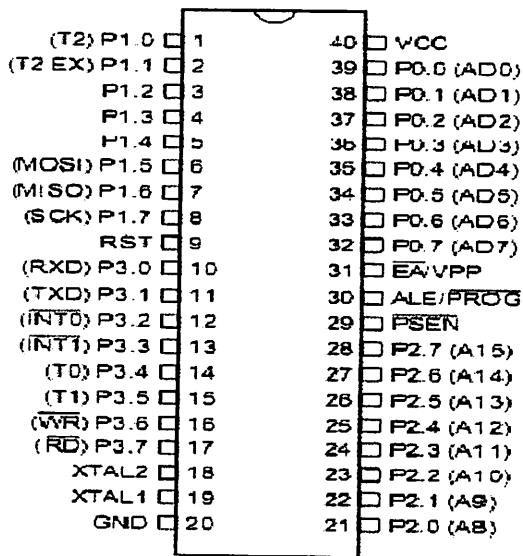 (T2) P1.0 1 40 VCC
(T2 EX) P1.1 2 39 P0.0 (AD0)
P1.2 3 38 P0.1 (AD1)
P1.3 4 37 P0.2 (AD2)
P1.4 5 36 P0.3 (AD3)
(MOSI) P1.5 6 35 P0.4 (AD4)
(MISO) P1.6 7 34 P0.5 (AD5)
(SCK) P1.7 8 33 P0.6 (AD6)
RST 9 32 P0.7 (AD7)
(RXD) P3.0 10 31 E̅A̅/VPP
(TXD) P3.1 11 30 ALE/P̅R̅O̅G̅
(I̅N̅T̅0̅) P3.2 12 29 P̅S̅E̅N̅
(I̅N̅T̅1̅) P3.3 13 28 P2.7 (A15)
(T0) P3.4 14 27 P2.6 (A14)
(T1) P3.5 15 26 P2.5 (A13)
(W̅R̅) P3.6 16 25 P2.4 (A12)
(R̅D̅) P3.7 17 24 P2.3 (A11)
XTAL2 18 23 P2.2 (A10)
XTAL1 19 22 P2.1 (A9)
GND 20 21 P2.0 (A8)